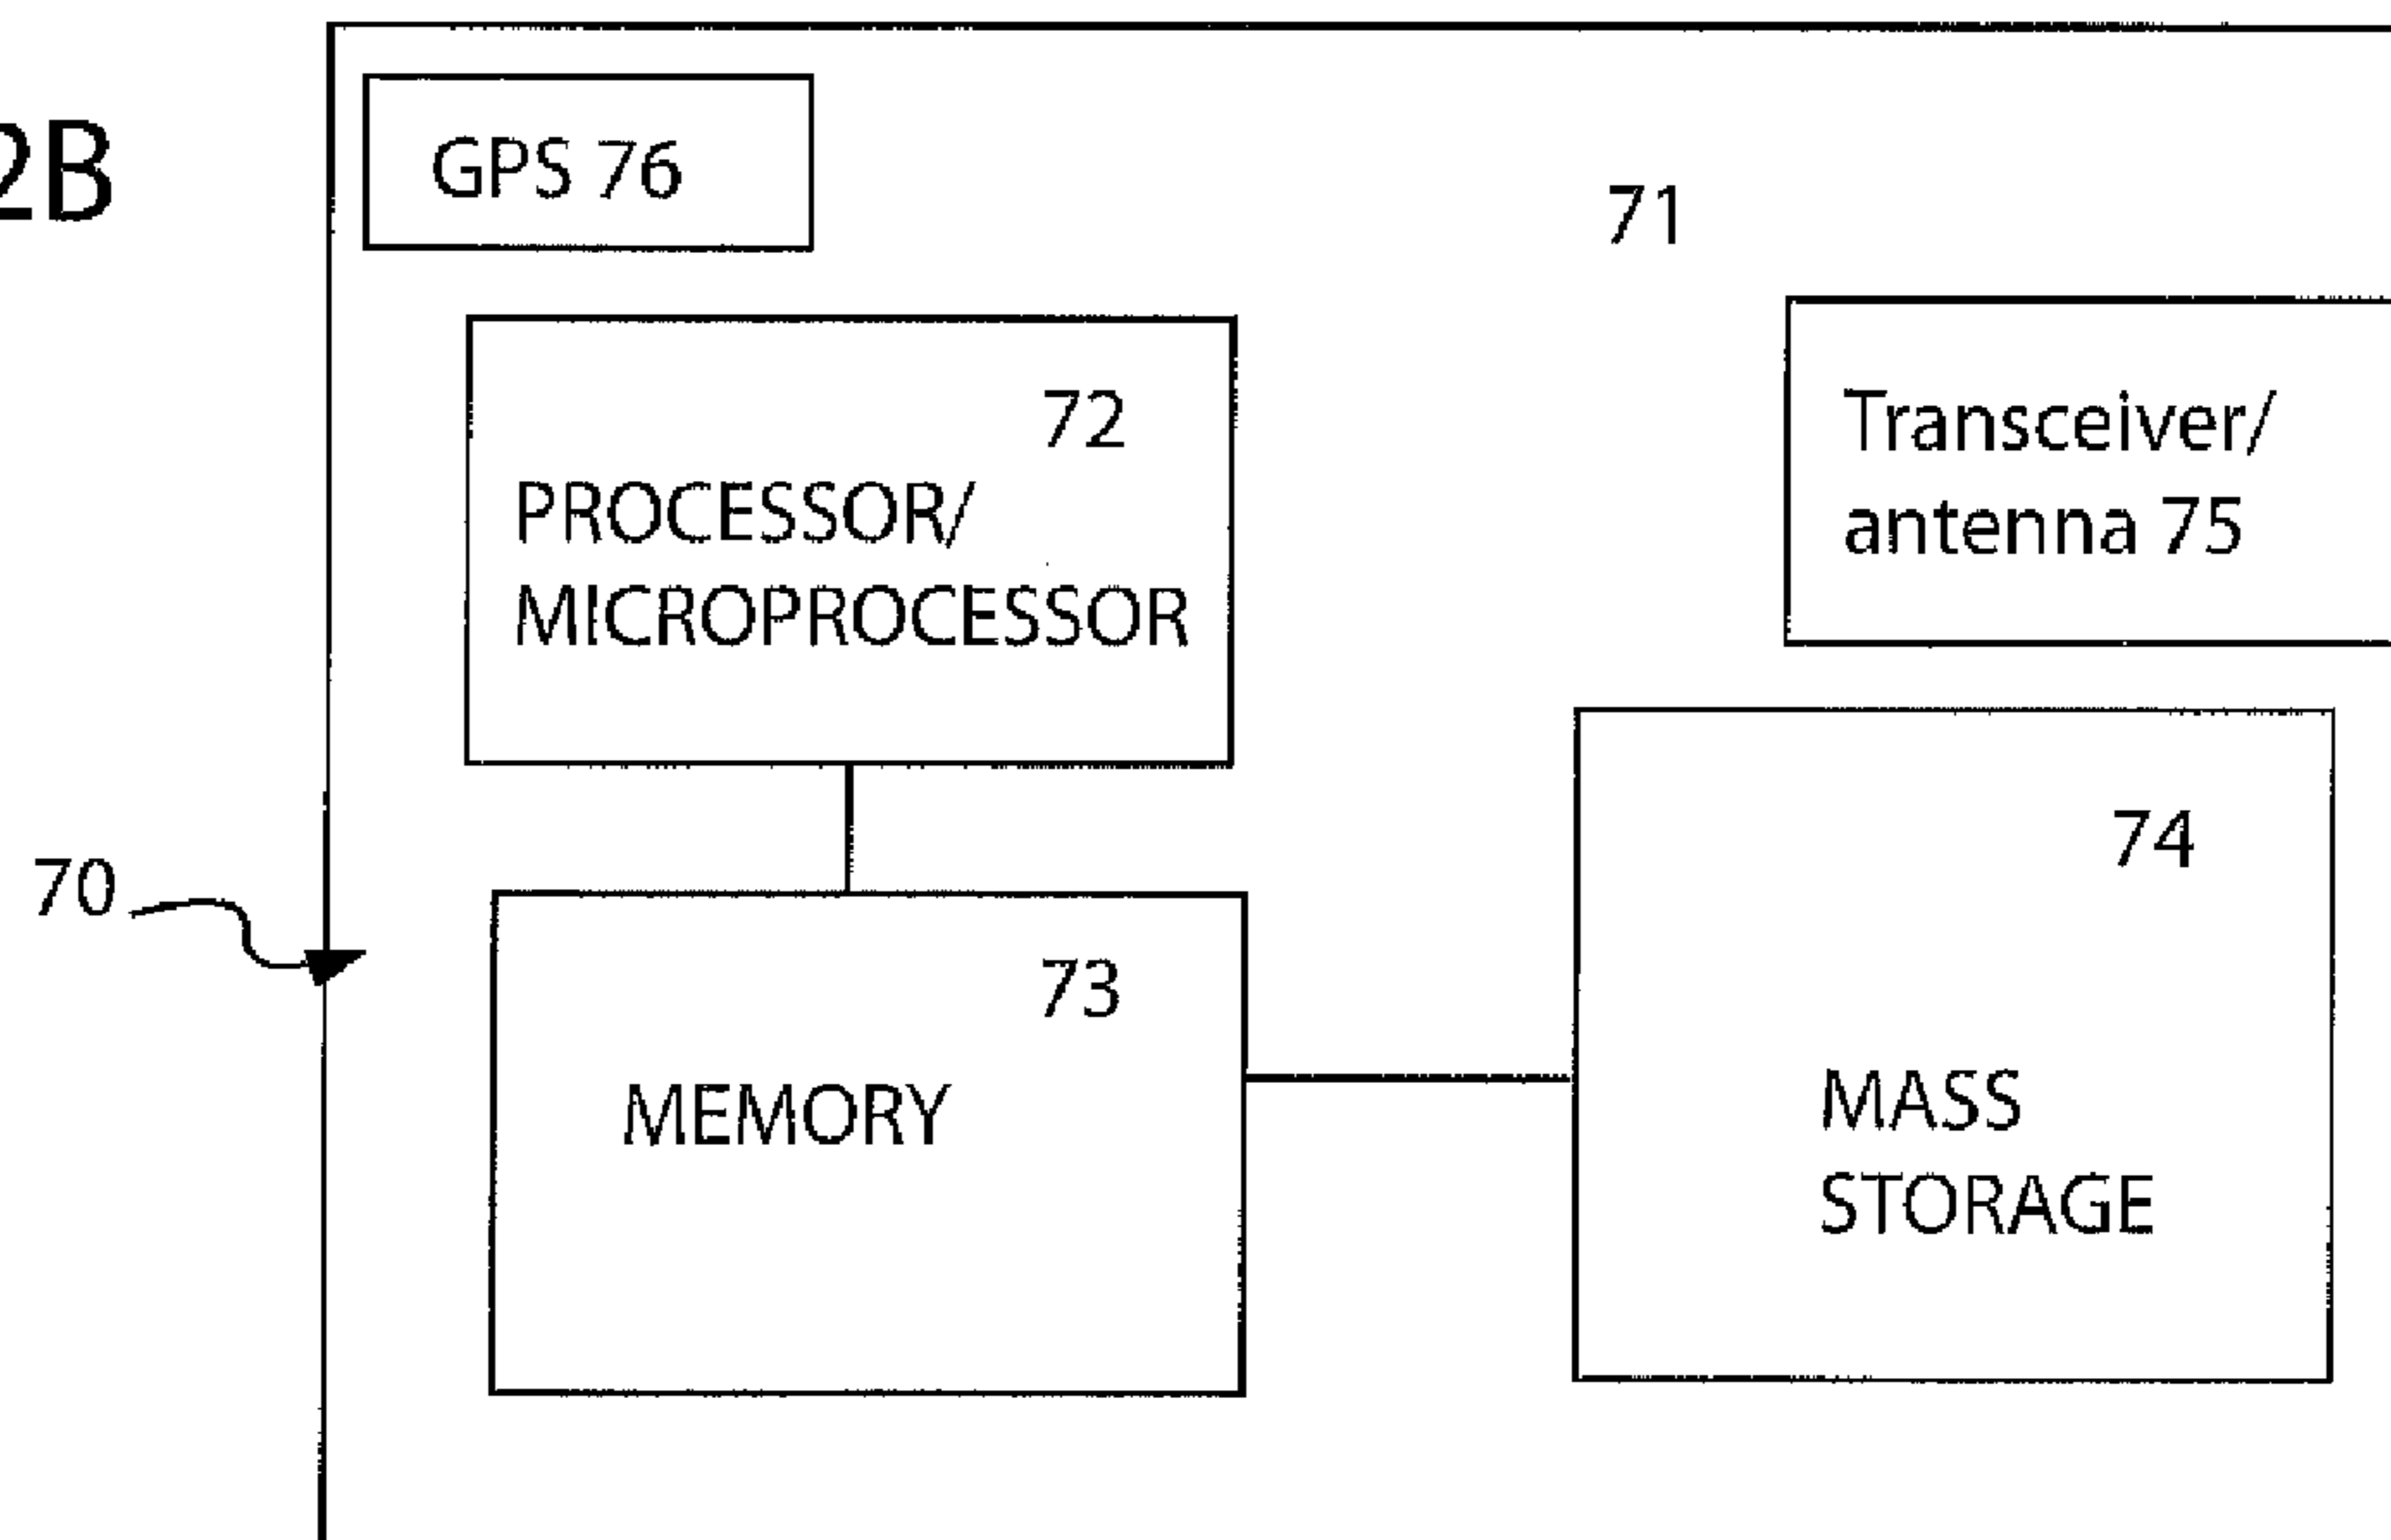 2B
GPS 76
71
72
PROCESSOR/
MICROPROCESSOR
Transceiver/
antenna 75
70
73
MEMORY
74
MASS
STORAGE